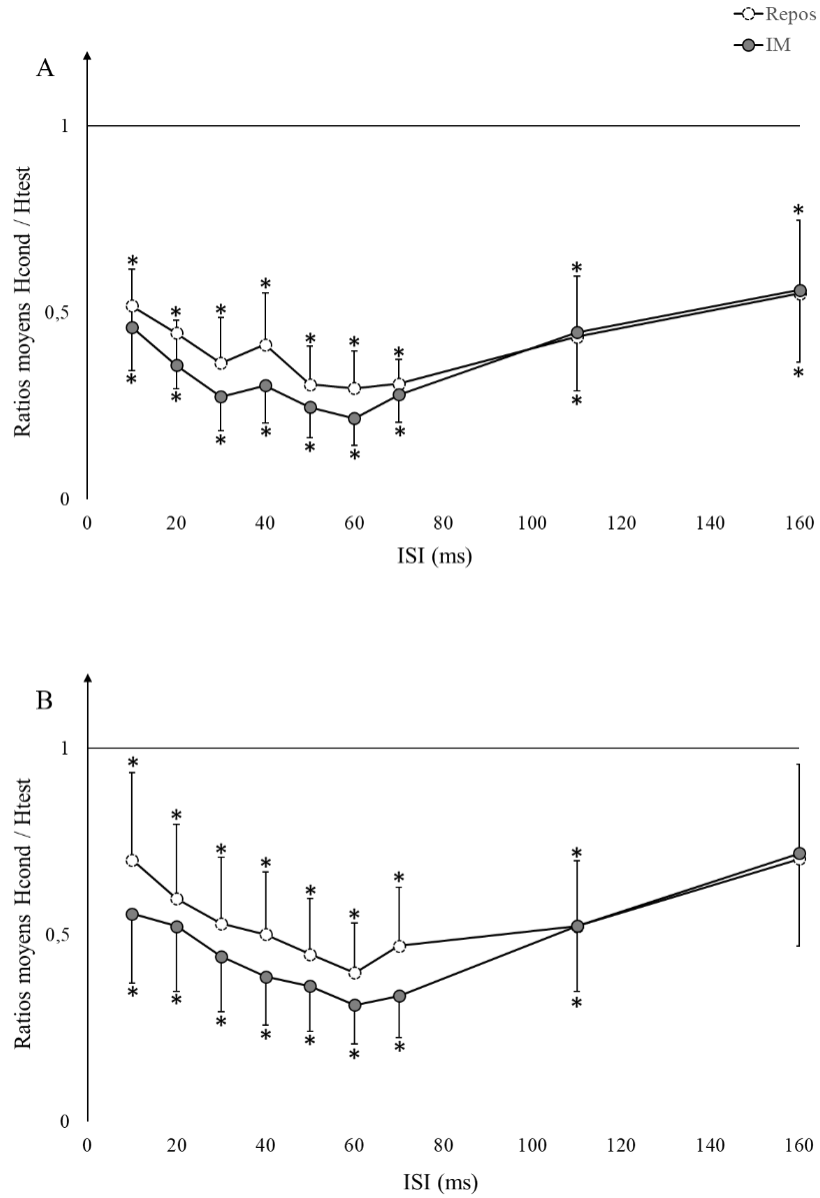 Repos
IM
A
1
0,5
0
Ratios moyens Hcond / Htest
* * * * * * * * *
* * * * * * * * *
0 20 40 60 80 100 120 140 160
ISI (ms)
B
1
0,5
0
Ratios moyens Hcond / Htest
* * * * * * * *
* * * * * * * *
0 20 40 60 80 100 120 140 160
ISI (ms)